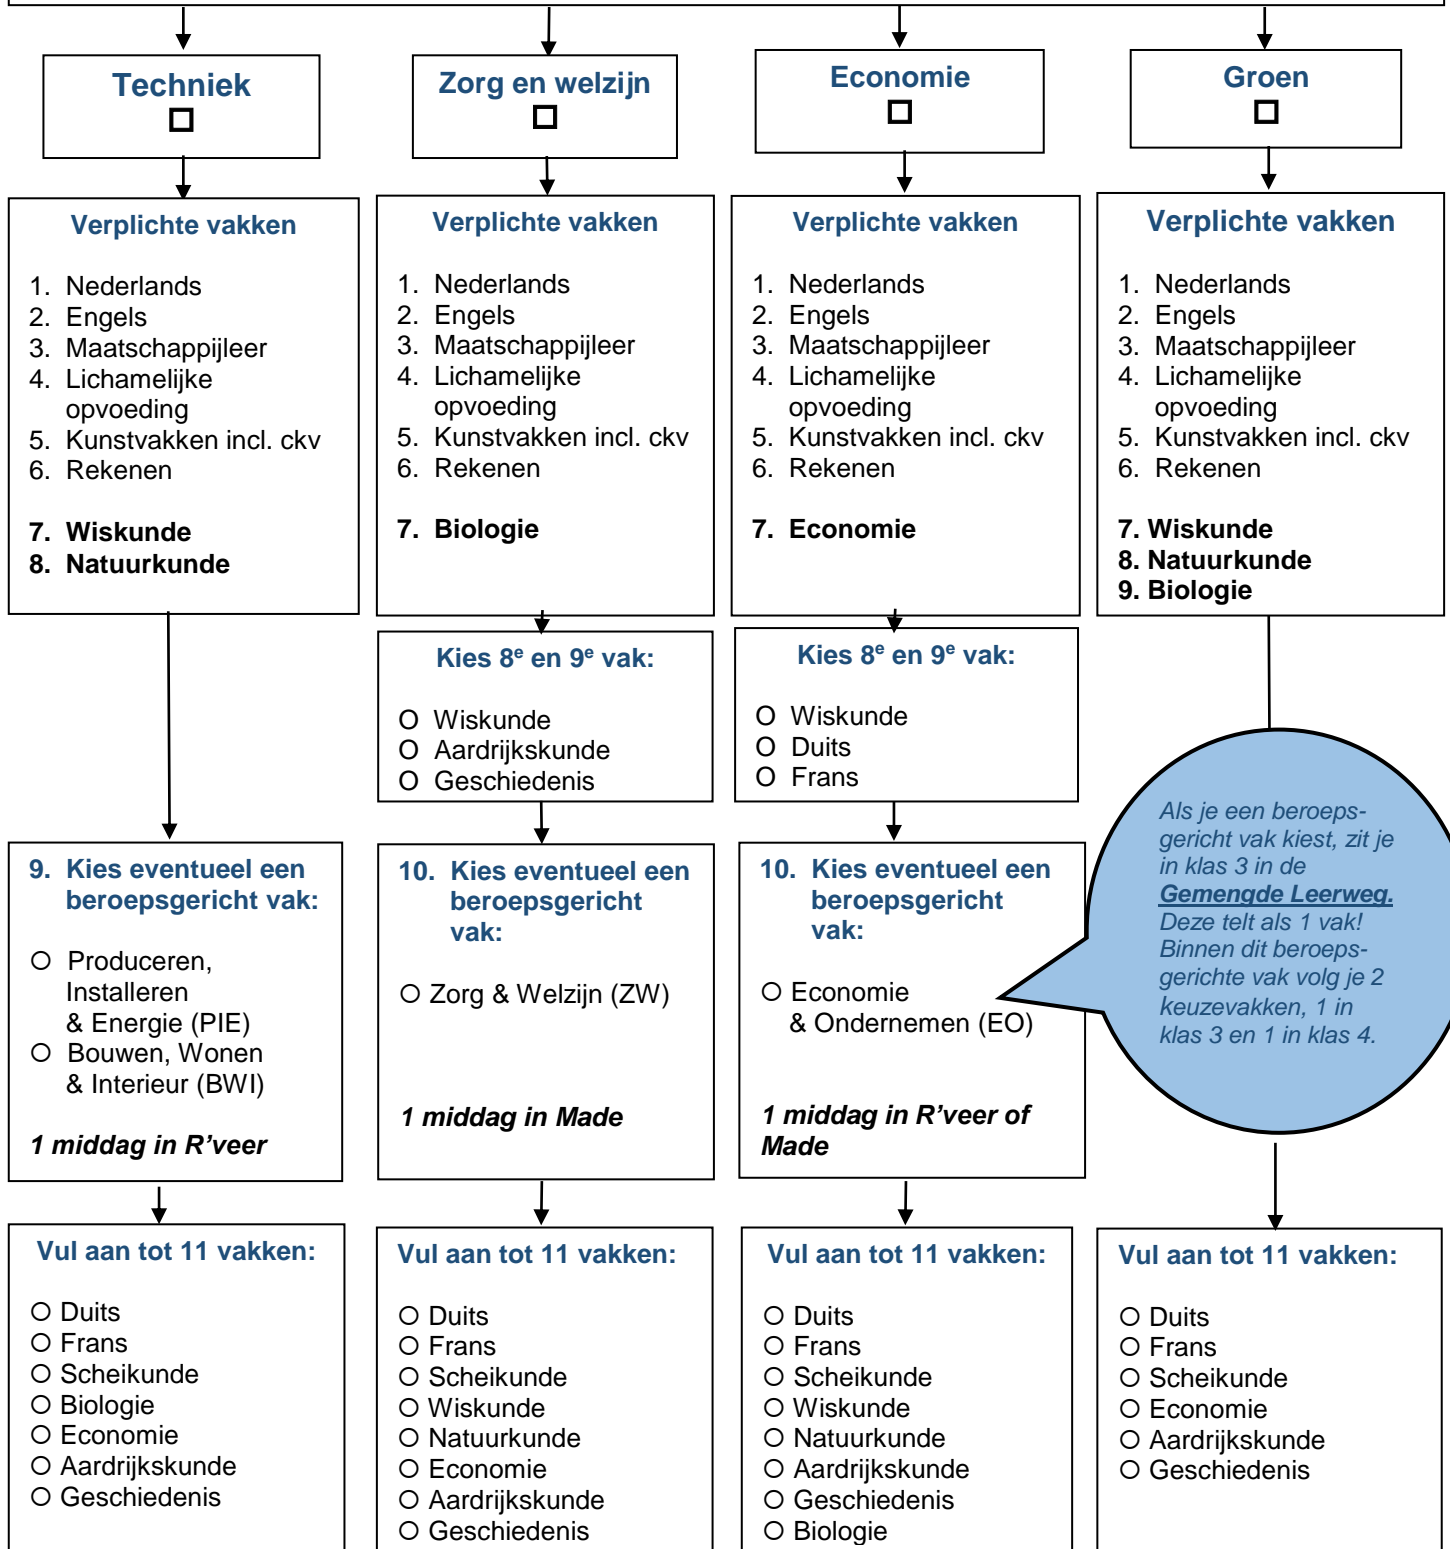 Techniek
Zorg en welzijn
Economie
Groen
Verplichte vakken
1. Nederlands
2. Engels
3. Maatschappijleer
4. Lichamelijke
opvoeding
5. Kunstvakken incl. ckv
6. Rekenen
7. Wiskunde
8. Natuurkunde
Verplichte vakken
1. Nederlands
2. Engels
3. Maatschappijleer
4. Lichamelijke
opvoeding
5. Kunstvakken incl. ckv
6. Rekenen
7. Biologie
Verplichte vakken
1. Nederlands
2. Engels
3. Maatschappijleer
4. Lichamelijke
opvoeding
5. Kunstvakken incl. ckv
6. Rekenen
7. Economie
Verplichte vakken
1. Nederlands
2. Engels
3. Maatschappijleer
4. Lichamelijke
opvoeding
5. Kunstvakken incl. ckv
6. Rekenen
7. Wiskunde
8. Natuurkunde
9. Biologie
Kies 8e en 9e vak:
O Wiskunde
O Aardrijkskunde
O Geschiedenis
Kies 8e en 9e vak:
O Wiskunde
O Duits
O Frans
9. Kies eventueel een
beroepsgericht vak:
O Produceren,
Installeren
& Energie (PIE)
O Bouwen, Wonen
& Interieur (BWI)
1 middag in R’veer
10. Kies eventueel een
beroepsgericht
vak:
O Zorg & Welzijn (ZW)
1 middag in Made
10. Kies eventueel een
beroepsgericht
vak:
O Economie
& Ondernemen (EO)
1 middag in R’veer of
Made
Als je een beroeps-
gericht vak kiest, zit je
in klas 3 in de
Gemengde Leerweg.
Deze telt als 1 vak!
Binnen dit beroeps-
gerichte vak volg je 2
keuzevakken, 1 in
klas 3 en 1 in klas 4.
Vul aan tot 11 vakken:
O Duits
O Frans
O Scheikunde
O Biologie
O Economie
O Aardrijkskunde
O Geschiedenis
Vul aan tot 11 vakken:
O Duits
O Frans
O Scheikunde
O Wiskunde
O Natuurkunde
O Economie
O Aardrijkskunde
O Geschiedenis
Vul aan tot 11 vakken:
O Duits
O Frans
O Scheikunde
O Wiskunde
O Natuurkunde
O Aardrijkskunde
O Geschiedenis
O Biologie
Vul aan tot 11 vakken:
O Duits
O Frans
O Scheikunde
O Economie
O Aardrijkskunde
O Geschiedenis